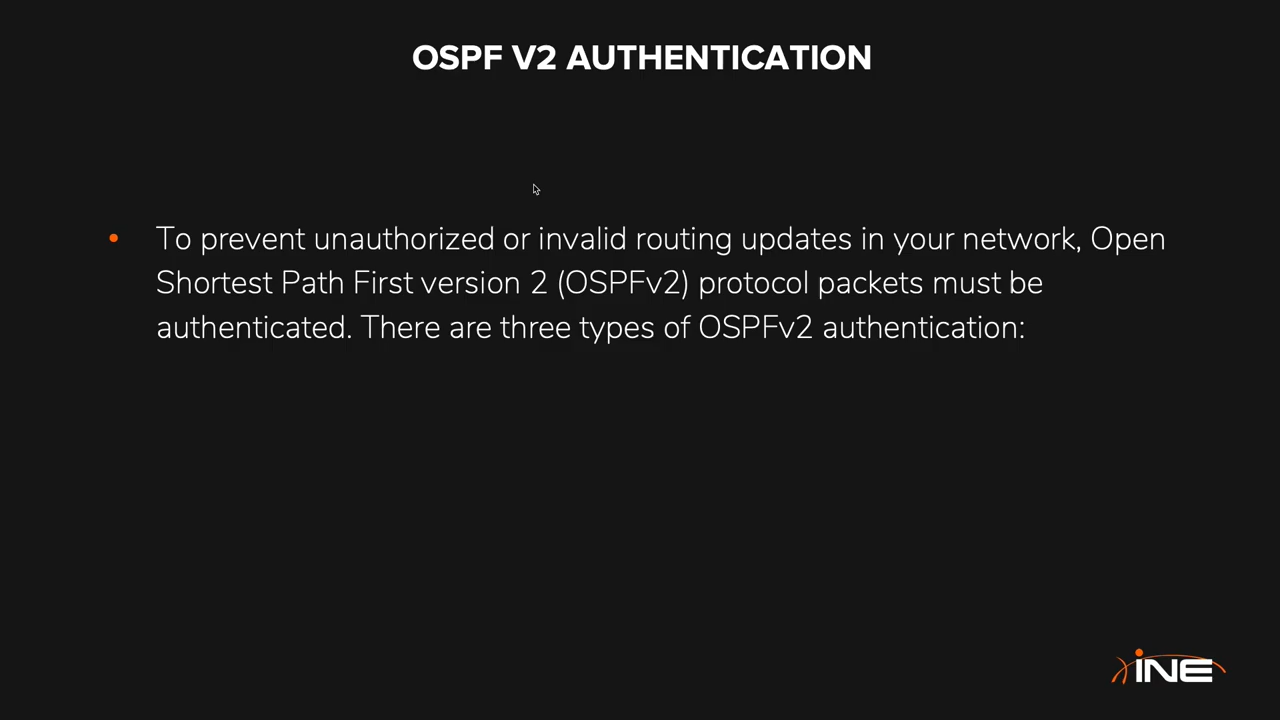 OSPF V2 AUTHENTICATION
• To prevent unauthorized or invalid routing updates in your network, Open
Shortest Path First version 2 (OSPFv2) protocol packets must be
authenticated. There are three types of OSPFv2 authentication:
INE